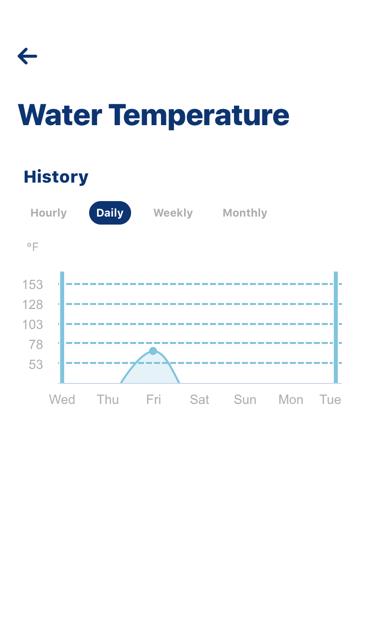 Water Temperature
History
Hourly Daily Weekly Monthly
°F
153
128
103
78
53
Wed Thu Fri Sat Sun Mon Tue